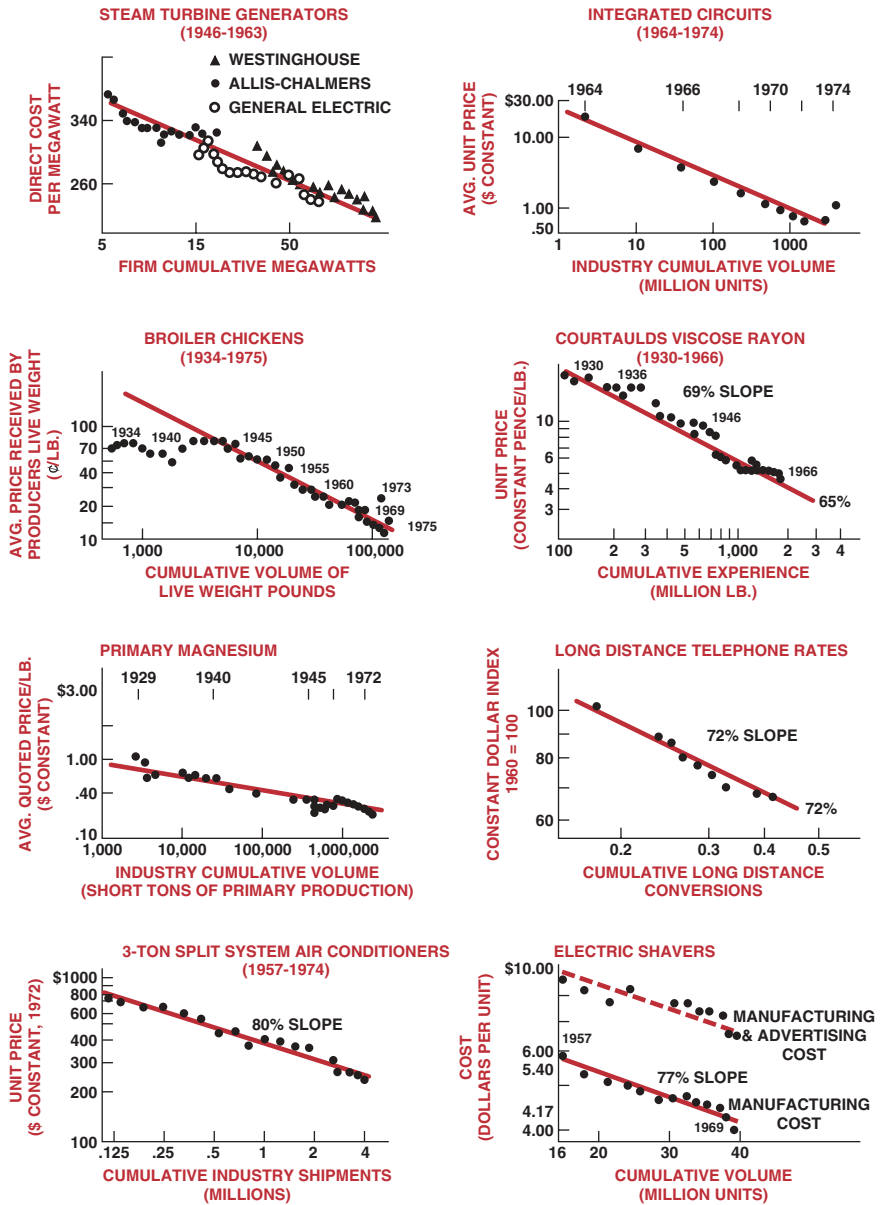 STEAM TURBINE GENERATORS
(1946-1963)
WESTINGHOUSE
ALLIS-CHALMERS
GENERAL ELECTRIC
DIRECT COST
PER MEGAWATT
340
260
5
15
50
FIRM CUMULATIVE MEGAWATTS
INTEGRATED CIRCUITS
(1964-1974)
1964
1966
1970
1974
AVG. UNIT PRICE
($ CONSTANT)
$30.00
10.00
1.00
.50
1
10
100
1000
INDUSTRY CUMULATIVE VOLUME
(MILLION UNITS)
BROILER CHICKENS
(1934-1975)
AVG. PRICE RECEIVED BY
PRODUCERS LIVE WEIGHT
(¢/LB.)
100
70
40
20
10
1934
1940
1945
1950
1955
1960
1973
1969
1975
1,000
10,000
100,000
CUMULATIVE VOLUME OF
LIVE WEIGHT POUNDS
COURTAULDS VISCOSE RAYON
(1930-1966)
UNIT PRICE
(CONSTANT PENCE/LB.)
10
6
4
3
1930
1936
69% SLOPE
1946
1966
65%
100
2
3
5
1,000
2
3
4
CUMULATIVE EXPERIENCE
(MILLION LB.)
PRIMARY MAGNESIUM
1929
1940
1945
1972
AVG. QUOTED PRICE/LB.
($ CONSTANT)
$3.00
1.00
.40
.10
1,000
10,000
100,000
1,000,000
INDUSTRY CUMULATIVE VOLUME
(SHORT TONS OF PRIMARY PRODUCTION)
LONG DISTANCE TELEPHONE RATES
CONSTANT DOLLAR INDEX
1960 = 100
100
80
60
72% SLOPE
72%
0.2
0.3
0.4
0.5
CUMULATIVE LONG DISTANCE
CONVERSIONS
3-TON SPLIT SYSTEM AIR CONDITIONERS
(1957-1974)
UNIT PRICE
($ CONSTANT, 1972)
$1000
800
600
400
300
200
100
80% SLOPE
.125
.25
.5
1
2
4
CUMULATIVE INDUSTRY SHIPMENTS
(MILLIONS)
ELECTRIC SHAVERS
COST
(DOLLARS PER UNIT)
$10.00
6.00
5.40
4.17
4.00
MANUFACTURING
& ADVERTISING
COST
1957
77% SLOPE
MANUFACTURING
COST
1969
16
20
30
40
CUMULATIVE VOLUME
(MILLION UNITS)